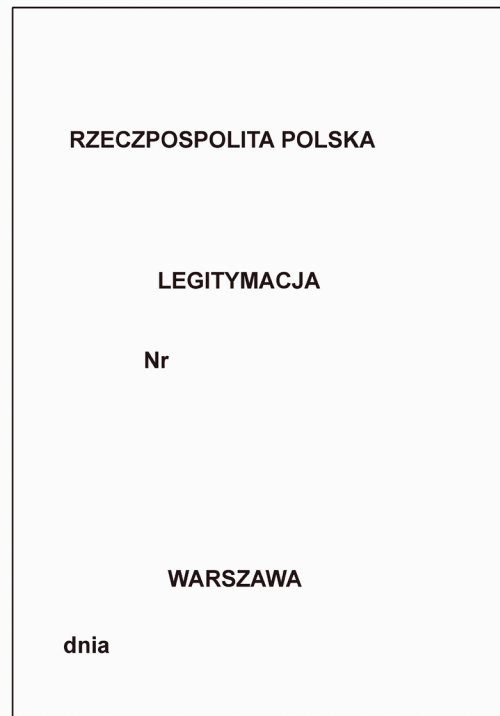 RZECZPOSPOLITA POLSKA
LEGITYMACJA
Nr
WARSZAWA
dnia